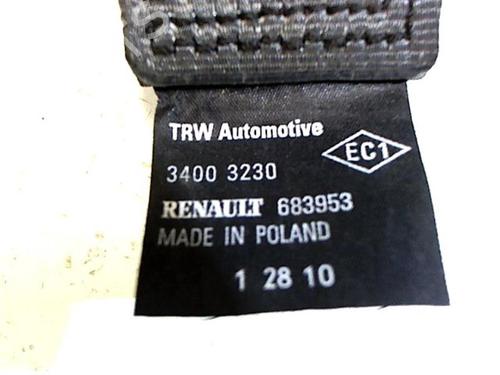 TRW Automotive
EC1
3400 3230
RENAULT 683953
MADE IN POLAND
1 28 10